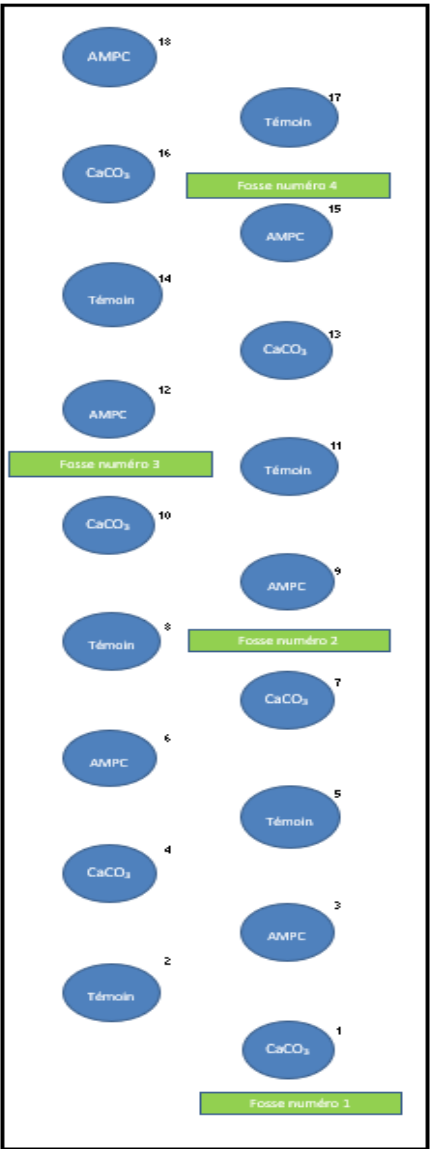 AMPC 18
17
Témoin
CaCO₃ 16
Fosse numéro 4
15
AMPC
14
Témoin
13
CaCO₃
12
AMPC
11
Témoin
Fosse numéro 3
CaCO₃ 10
9
AMPC
8
Témoin
Fosse numéro 2
7
CaCO₃
6
AMPC
5
Témoin
4
CaCO₃
3
AMPC
2
Témoin
1
CaCO₃
Fosse numéro 1